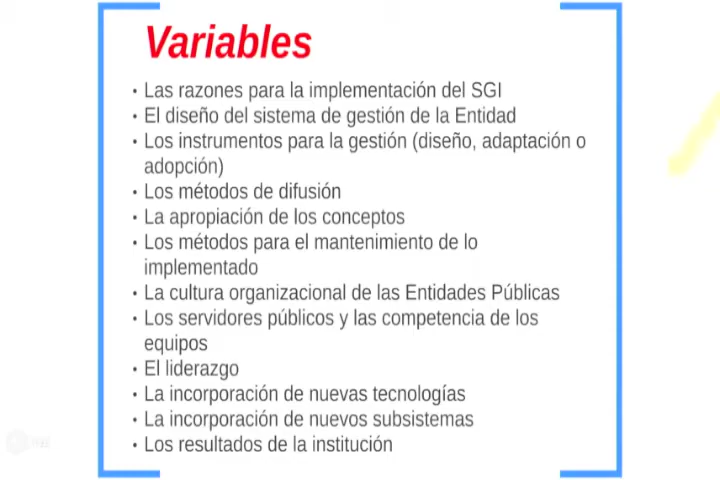 Variables
• Las razones para la implementación del SGI
• El diseño del sistema de gestión de la Entidad
• Los instrumentos para la gestión (diseño, adaptación o
adopción)
• Los métodos de difusión
• La apropiación de los conceptos
• Los métodos para el mantenimiento de lo
implementado
• La cultura organizacional de las Entidades Públicas
• Los servidores públicos y las competencia de los
equipos
• El liderazgo
• La incorporación de nuevas tecnologías
• La incorporación de nuevos subsistemas
• Los resultados de la institución